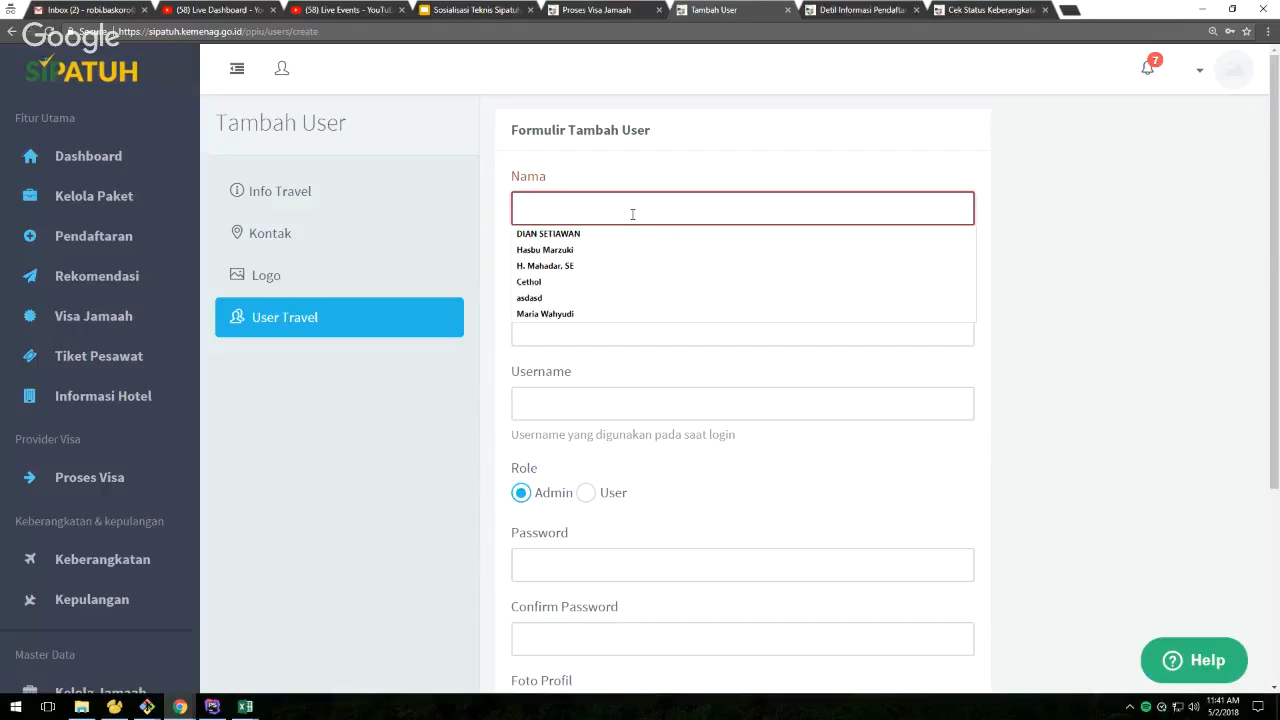 Inbox (2) - robi.baskoro
(58) Live Dashboard - Yo
(58) Live Events - YouTub
Sosialisasi Teknis Sipatuh
Proses Visa Jamaah
Tambah User
Detil Informasi Pendaftar
Cek Status Keberangkata
Secure
https://sipatuh.kemenag.go.id/ppiu/users/create
Google
SIPATUH
7
Fitur Utama
Dashboard
Kelola Paket
Pendaftaran
Rekomendasi
Visa Jamaah
Tiket Pesawat
Informasi Hotel
Provider Visa
Proses Visa
Keberangkatan & kepulangan
Keberangkatan
Kepulangan
Master Data
Kelola Jamaah
Tambah User
Info Travel
Kontak
Logo
User Travel
Formulir Tambah User
Nama
DIAN SETIAWAN
Hasbu Marzuki
H. Mahadar, SE
Cethol
asdasd
Maria Wahyudi
Username
Username yang digunakan pada saat login
Role
Admin User
Password
Confirm Password
Foto Profil
Help
11:41 AM
5/2/2018